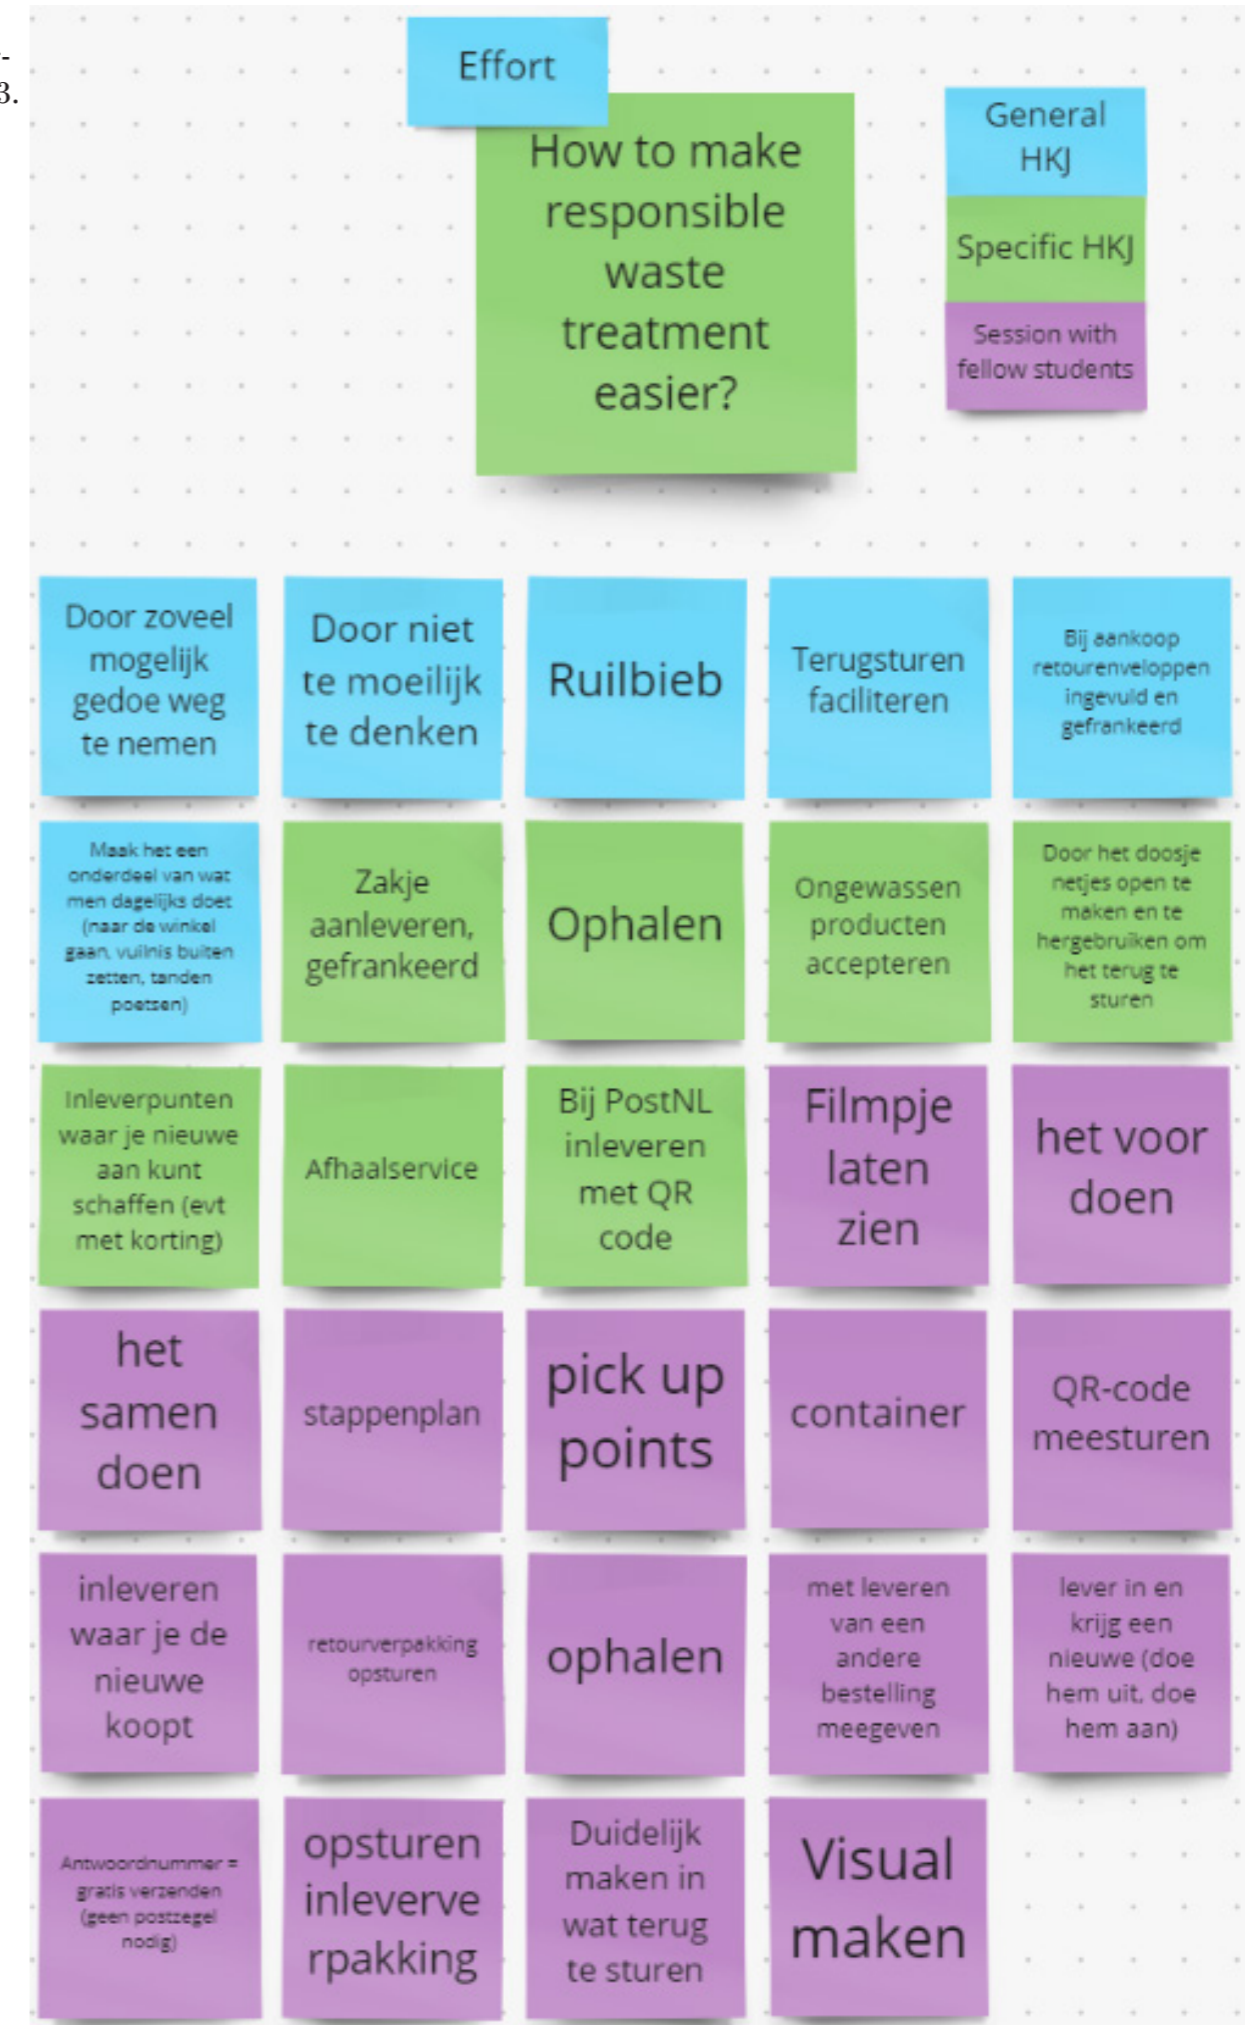 -
3.
Effort
How to make
responsible
waste
treatment
easier?
General
HKJ
Specific HKJ
Session with
fellow students
Door zoveel
mogelijk
gedoe weg
te nemen
Door niet
te moeilijk
te denken
Ruilbieb
Terugsturen
faciliteren
Bij aankoop
retourenveloppen
ingevuld en
gefrankeerd
Maak het een
onderdeel van wat
men dagelijks doet
(naar de winkel
gaan, vuilnis buiten
zetten, tanden
poetsen)
Zakje
aanleveren,
gefrankeerd
Ophalen
Ongewassen
producten
accepteren
Door het doosje
netjes open te
maken en te
hergebruiken om
het terug te
sturen
Inleverpunten
waar je nieuwe
aan kunt
schaffen (evt
met korting)
Afhaalservice
Bij PostNL
inleveren
met QR
code
Filmpje
laten
zien
het voor
doen
het
samen
doen
stappenplan
pick up
points
container
QR-code
meesturen
inleveren
waar je de
nieuwe
koopt
retourverpakking
opsturen
ophalen
met leveren
van een
andere
bestelling
meegeven
lever in en
krijg een
nieuwe (doe
hem uit, doe
hem aan)
Antwoordnummer =
gratis verzenden
(geen postzegel
nodig)
opsturen
inleverve
rpakking
Duidelijk
maken in
wat terug
te sturen
Visual
maken